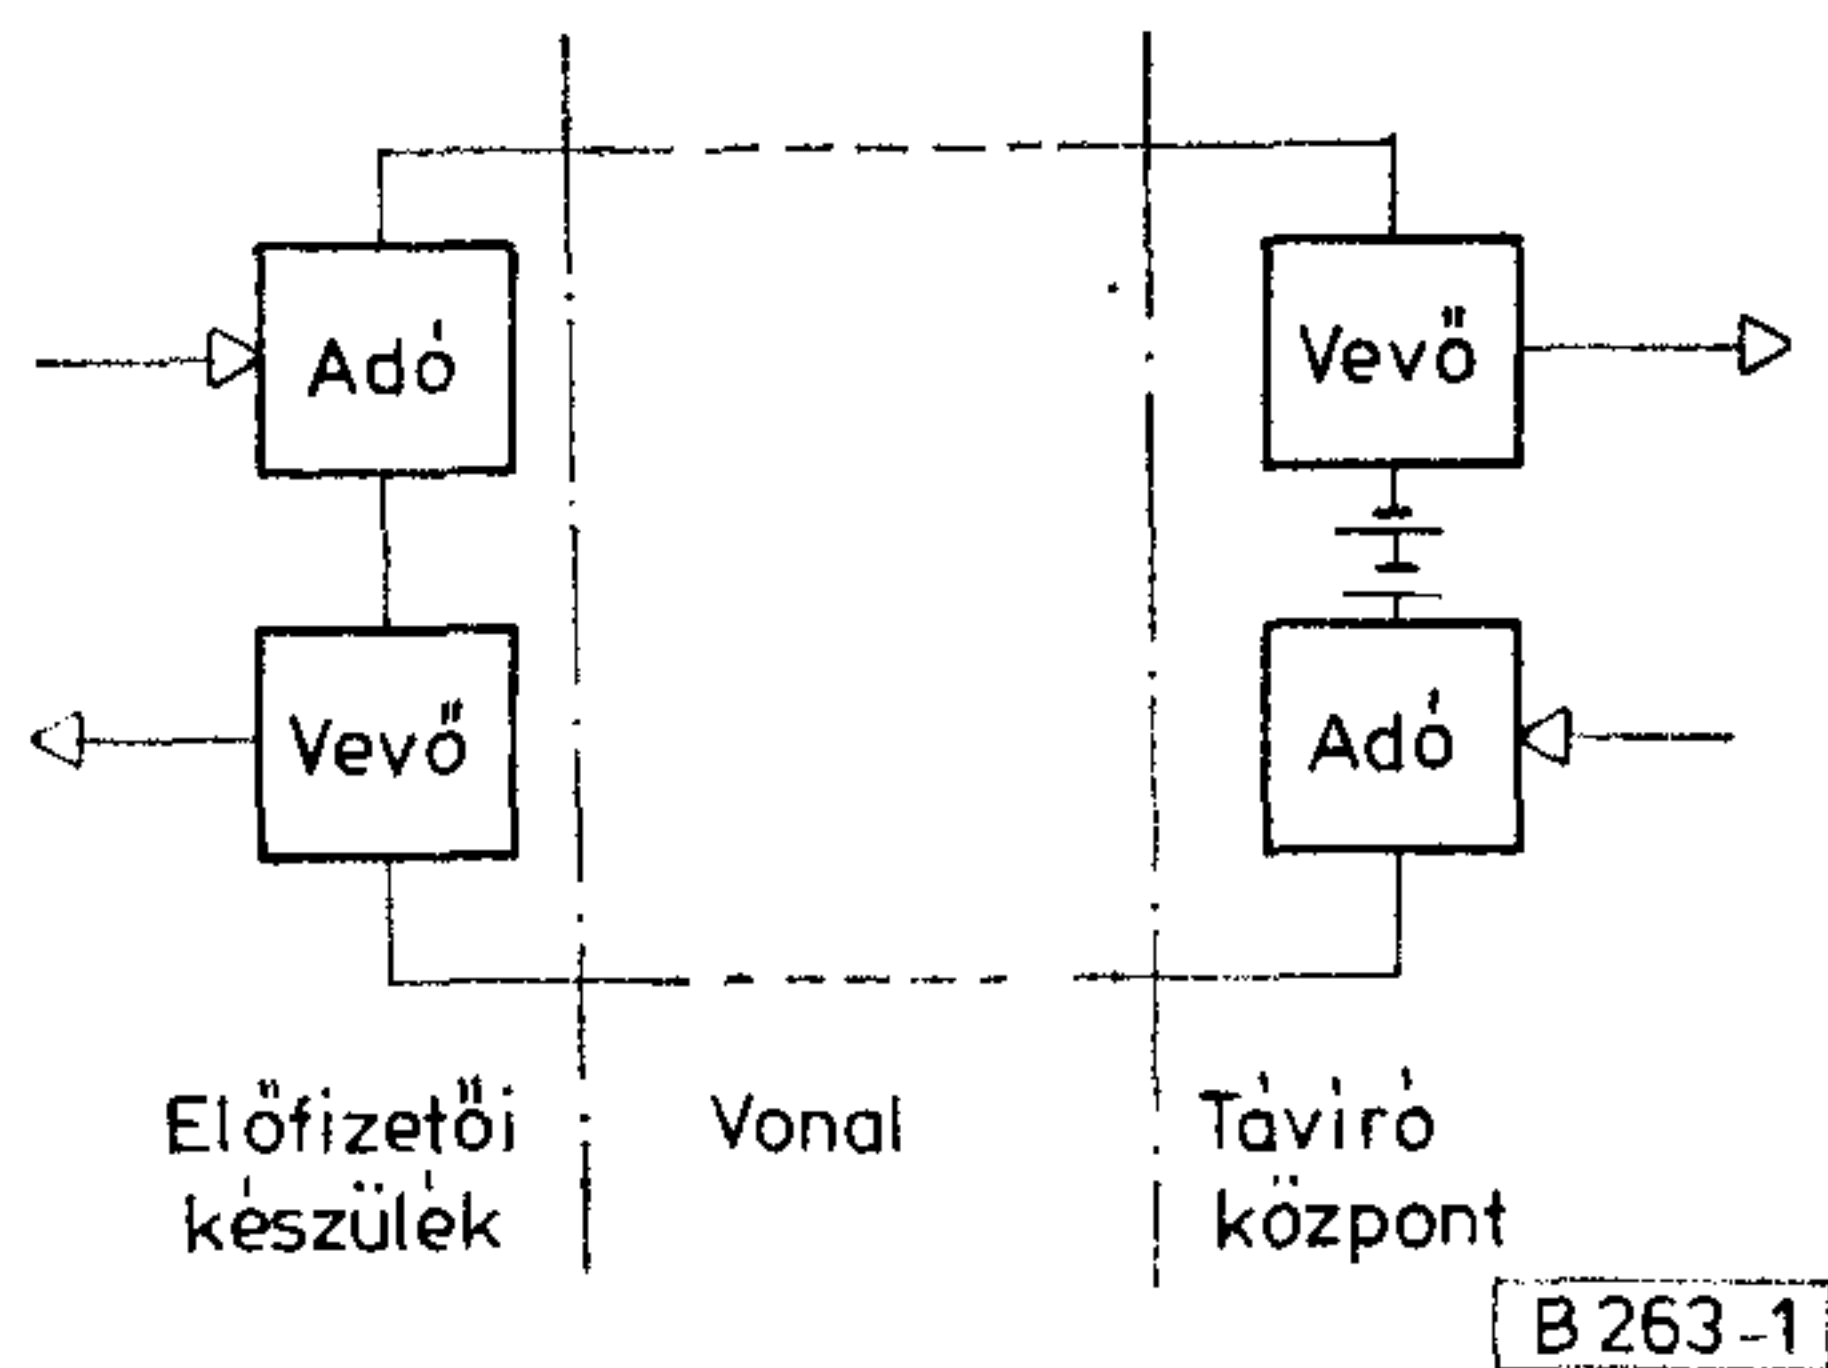 Adó
Vevő
Vevő
Adó
Előfizetői
készülék
Vonal
Távíró
központ
B 263-1